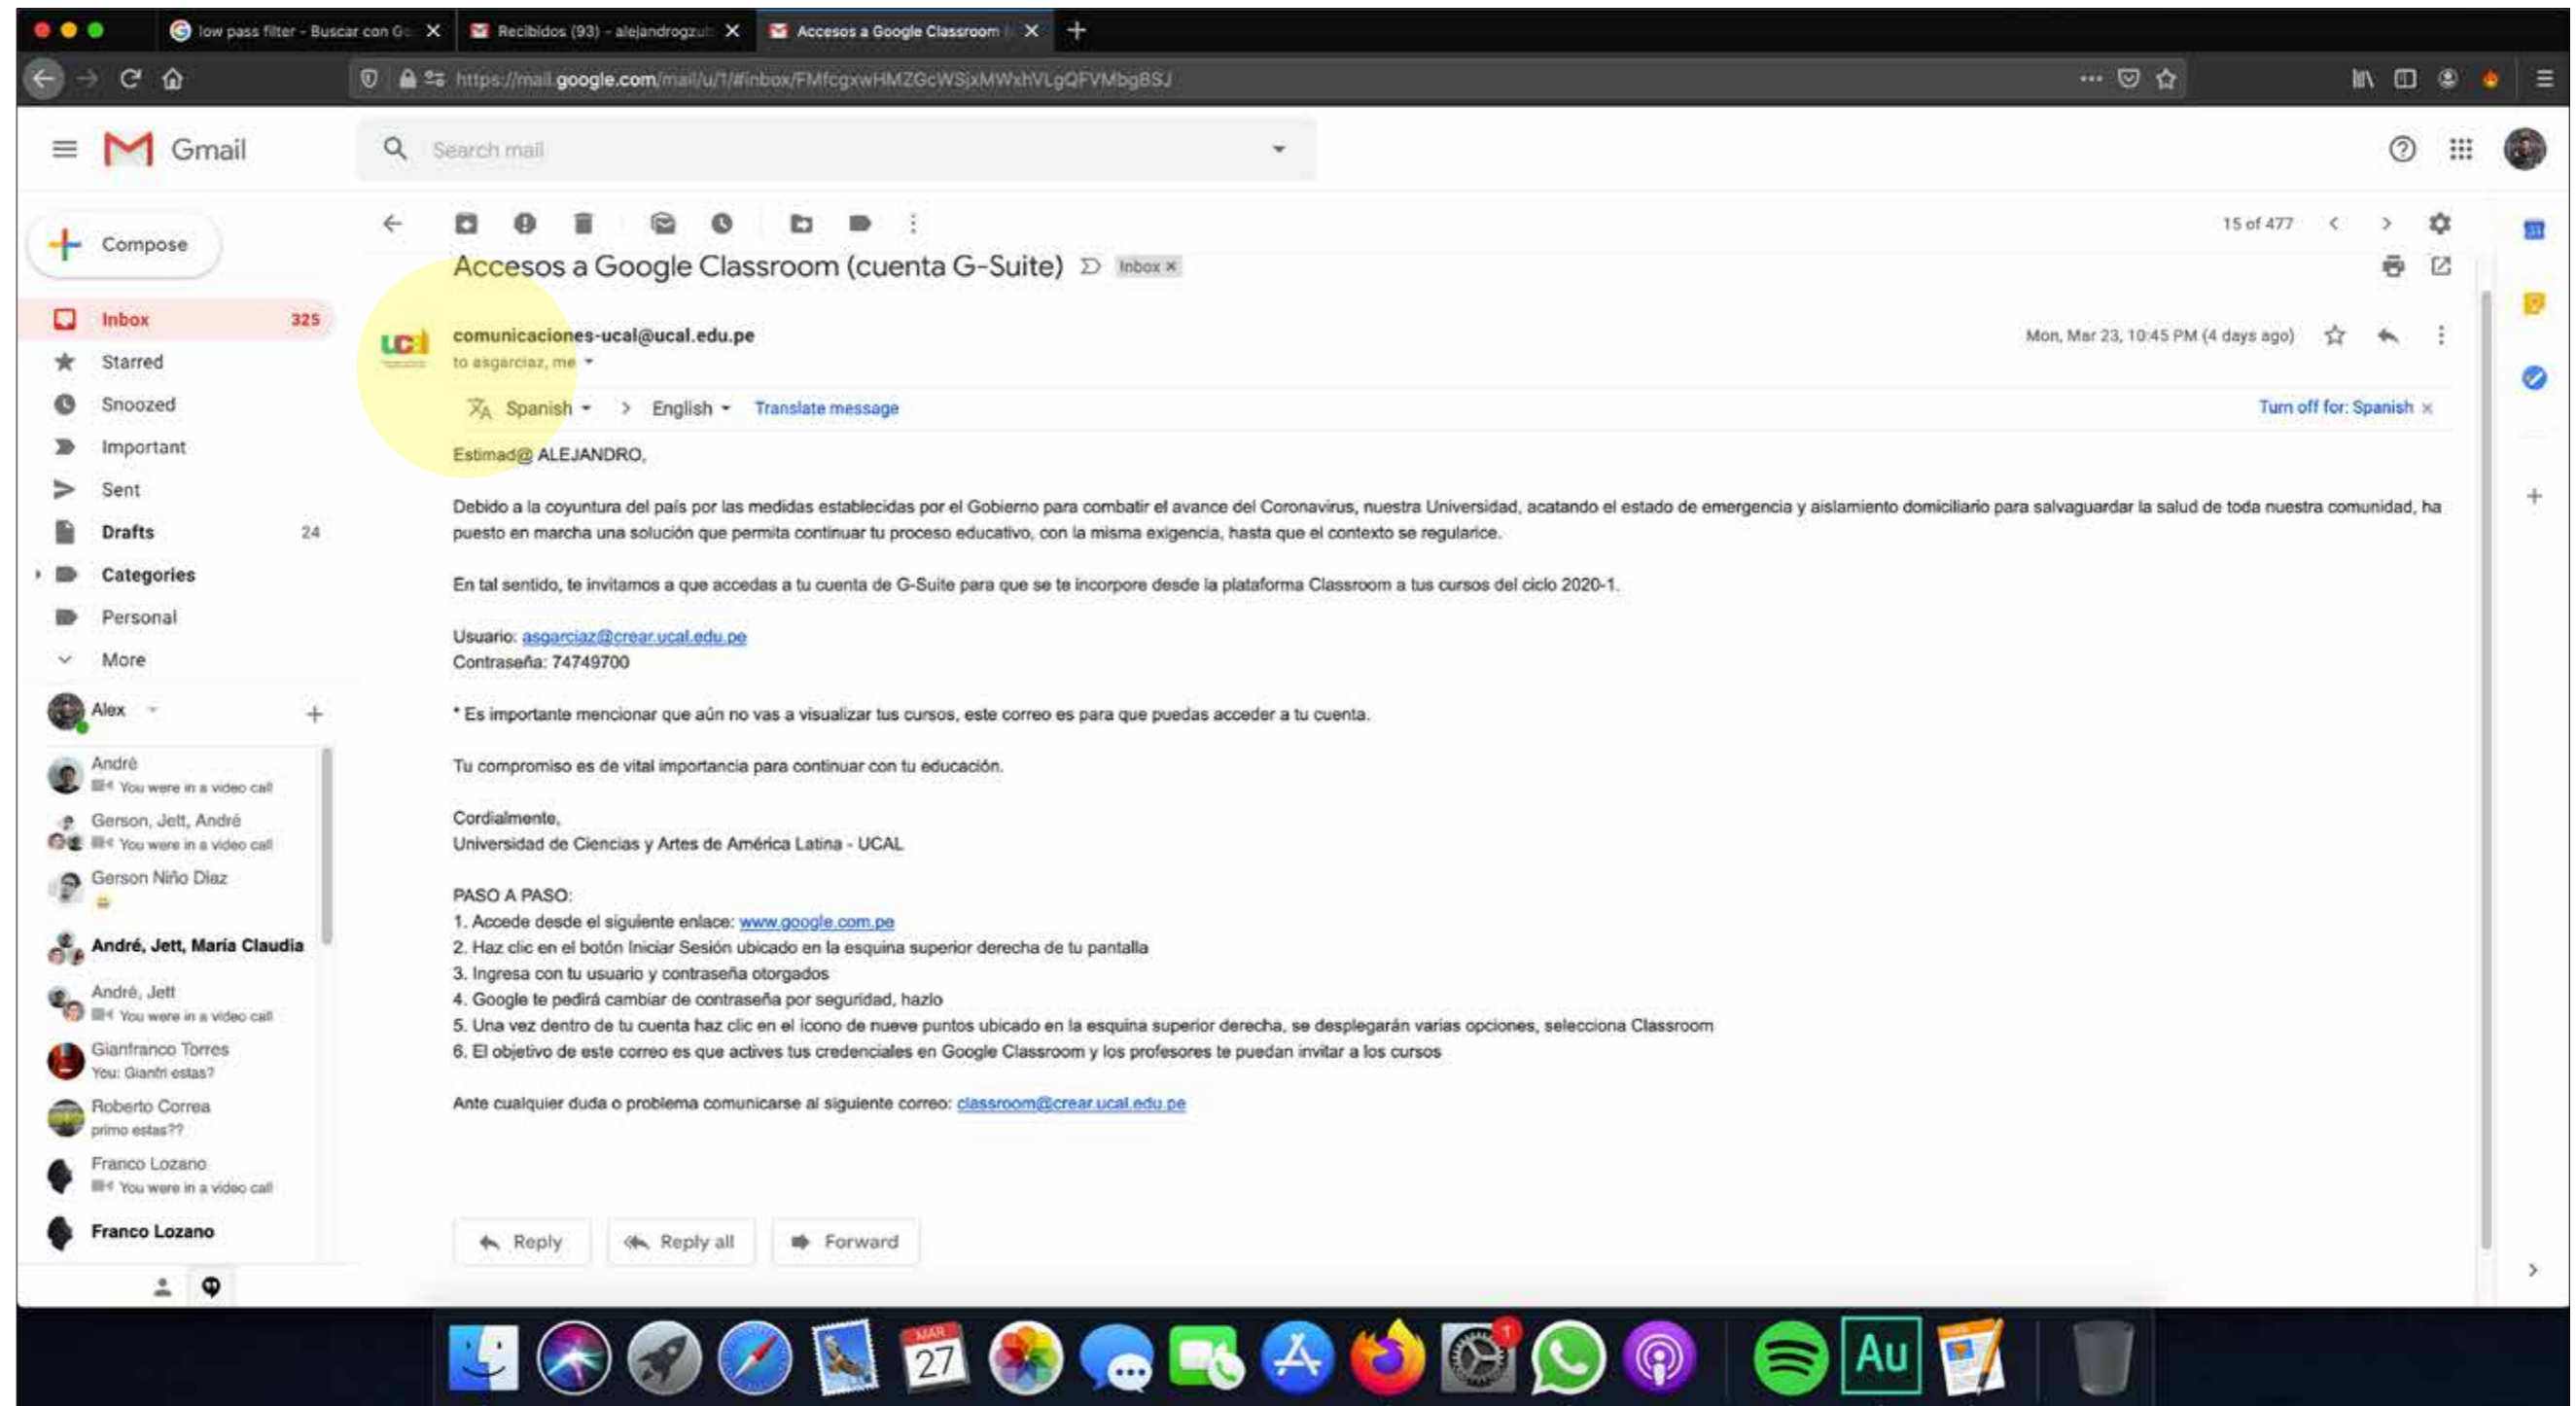 low pass filter - Buscar con Go
Recibidos (93) - alejandrogzu
Accesos a Google Classroom (
https://mail.google.com/mail/u/1/#inbox/FMfcgxwHMZGcWSjxMWxhVLgQFVMbgBSJ
Gmail
Search mail
Compose
15 of 477
Accesos a Google Classroom (cuenta G-Suite)
Inbox x
Inbox 325
Starred
Snoozed
Important
Sent
Drafts 24
Categories
Personal
More
Alex
André
You were in a video call
Gerson, Jett, André
You were in a video call
Gerson Niño Díaz
André, Jett, María Claudia
André, Jett
You were in a video call
Gianfranco Torres
You: Gianfri estas?
Roberto Correa
primo estas??
Franco Lozano
You were in a video call
Franco Lozano
ucal
comunicaciones-ucal@ucal.edu.pe
Mon, Mar 23, 10:45 PM (4 days ago)
to asgarciaz, me
Spanish > English Translate message
Turn off for: Spanish x
Estimad@ ALEJANDRO,
Debido a la coyuntura del país por las medidas establecidas por el Gobierno para combatir el avance del Coronavirus, nuestra Universidad, acatando el estado de emergencia y aislamiento domiciliario para salvaguardar la salud de toda nuestra comunidad, ha
puesto en marcha una solución que permita continuar tu proceso educativo, con la misma exigencia, hasta que el contexto se regularice.
En tal sentido, te invitamos a que accedas a tu cuenta de G-Suite para que se te incorpore desde la plataforma Classroom a tus cursos del ciclo 2020-1.
Usuario: asgarciaz@crear.ucal.edu.pe
Contraseña: 74749700
* Es importante mencionar que aún no vas a visualizar tus cursos, este correo es para que puedas acceder a tu cuenta.
Tu compromiso es de vital importancia para continuar con tu educación.
Cordialmente,
Universidad de Ciencias y Artes de América Latina - UCAL
PASO A PASO:
1. Accede desde el siguiente enlace: www.google.com.pe
2. Haz clic en el botón Iniciar Sesión ubicado en la esquina superior derecha de tu pantalla
3. Ingresa con tu usuario y contraseña otorgados
4. Google te pedirá cambiar de contraseña por seguridad, hazlo
5. Una vez dentro de tu cuenta haz clic en el icono de nueve puntos ubicado en la esquina superior derecha, se desplegarán varias opciones, selecciona Classroom
6. El objetivo de este correo es que actives tus credenciales en Google Classroom y los profesores te puedan invitar a los cursos
Ante cualquier duda o problema comunicarse al siguiente correo: classroom@crear.ucal.edu.pe
Reply
Reply all
Forward
MAR
27
1
Au